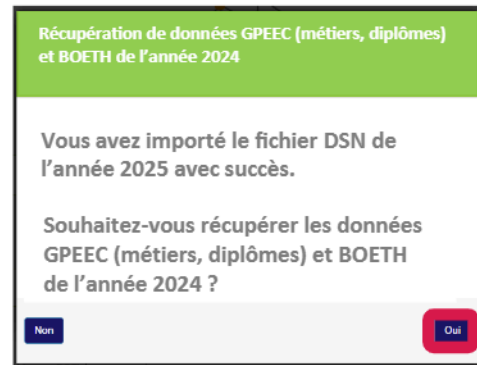 Récupération de données GPEEC (métiers, diplômes)
et BOETH de l'année 2024
Vous avez importé le fichier DSN de
l'année 2025 avec succès.
Souhaitez-vous récupérer les données
GPEEC (métiers, diplômes) et BOETH
de l'année 2024 ?
Non
Oui